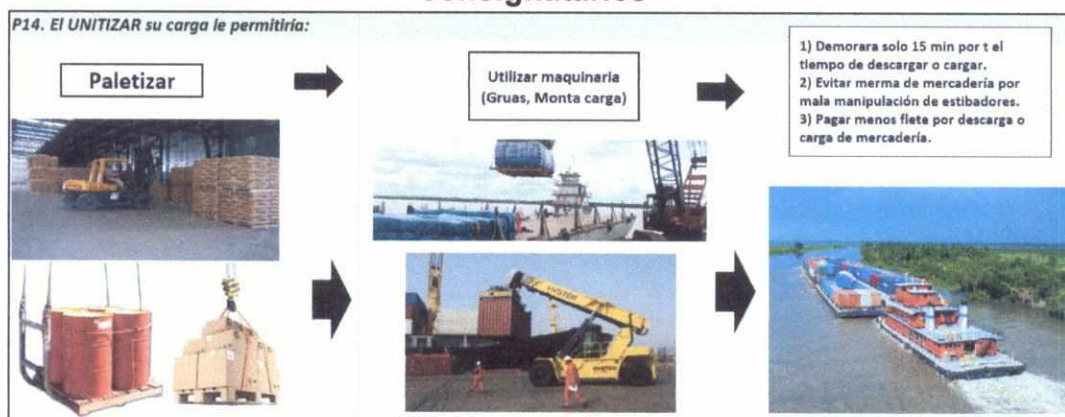 P14. El UNITIZAR su carga le permitiría:
Paletizar
Utilizar maquinaria
(Gruas, Monta carga)
1) Demorara solo 15 min por t el
tiempo de descargar o cargar.
2) Evitar merma de mercadería por
mala manipulación de estibadores.
3) Pagar menos flete por descarga o
carga de mercadería.